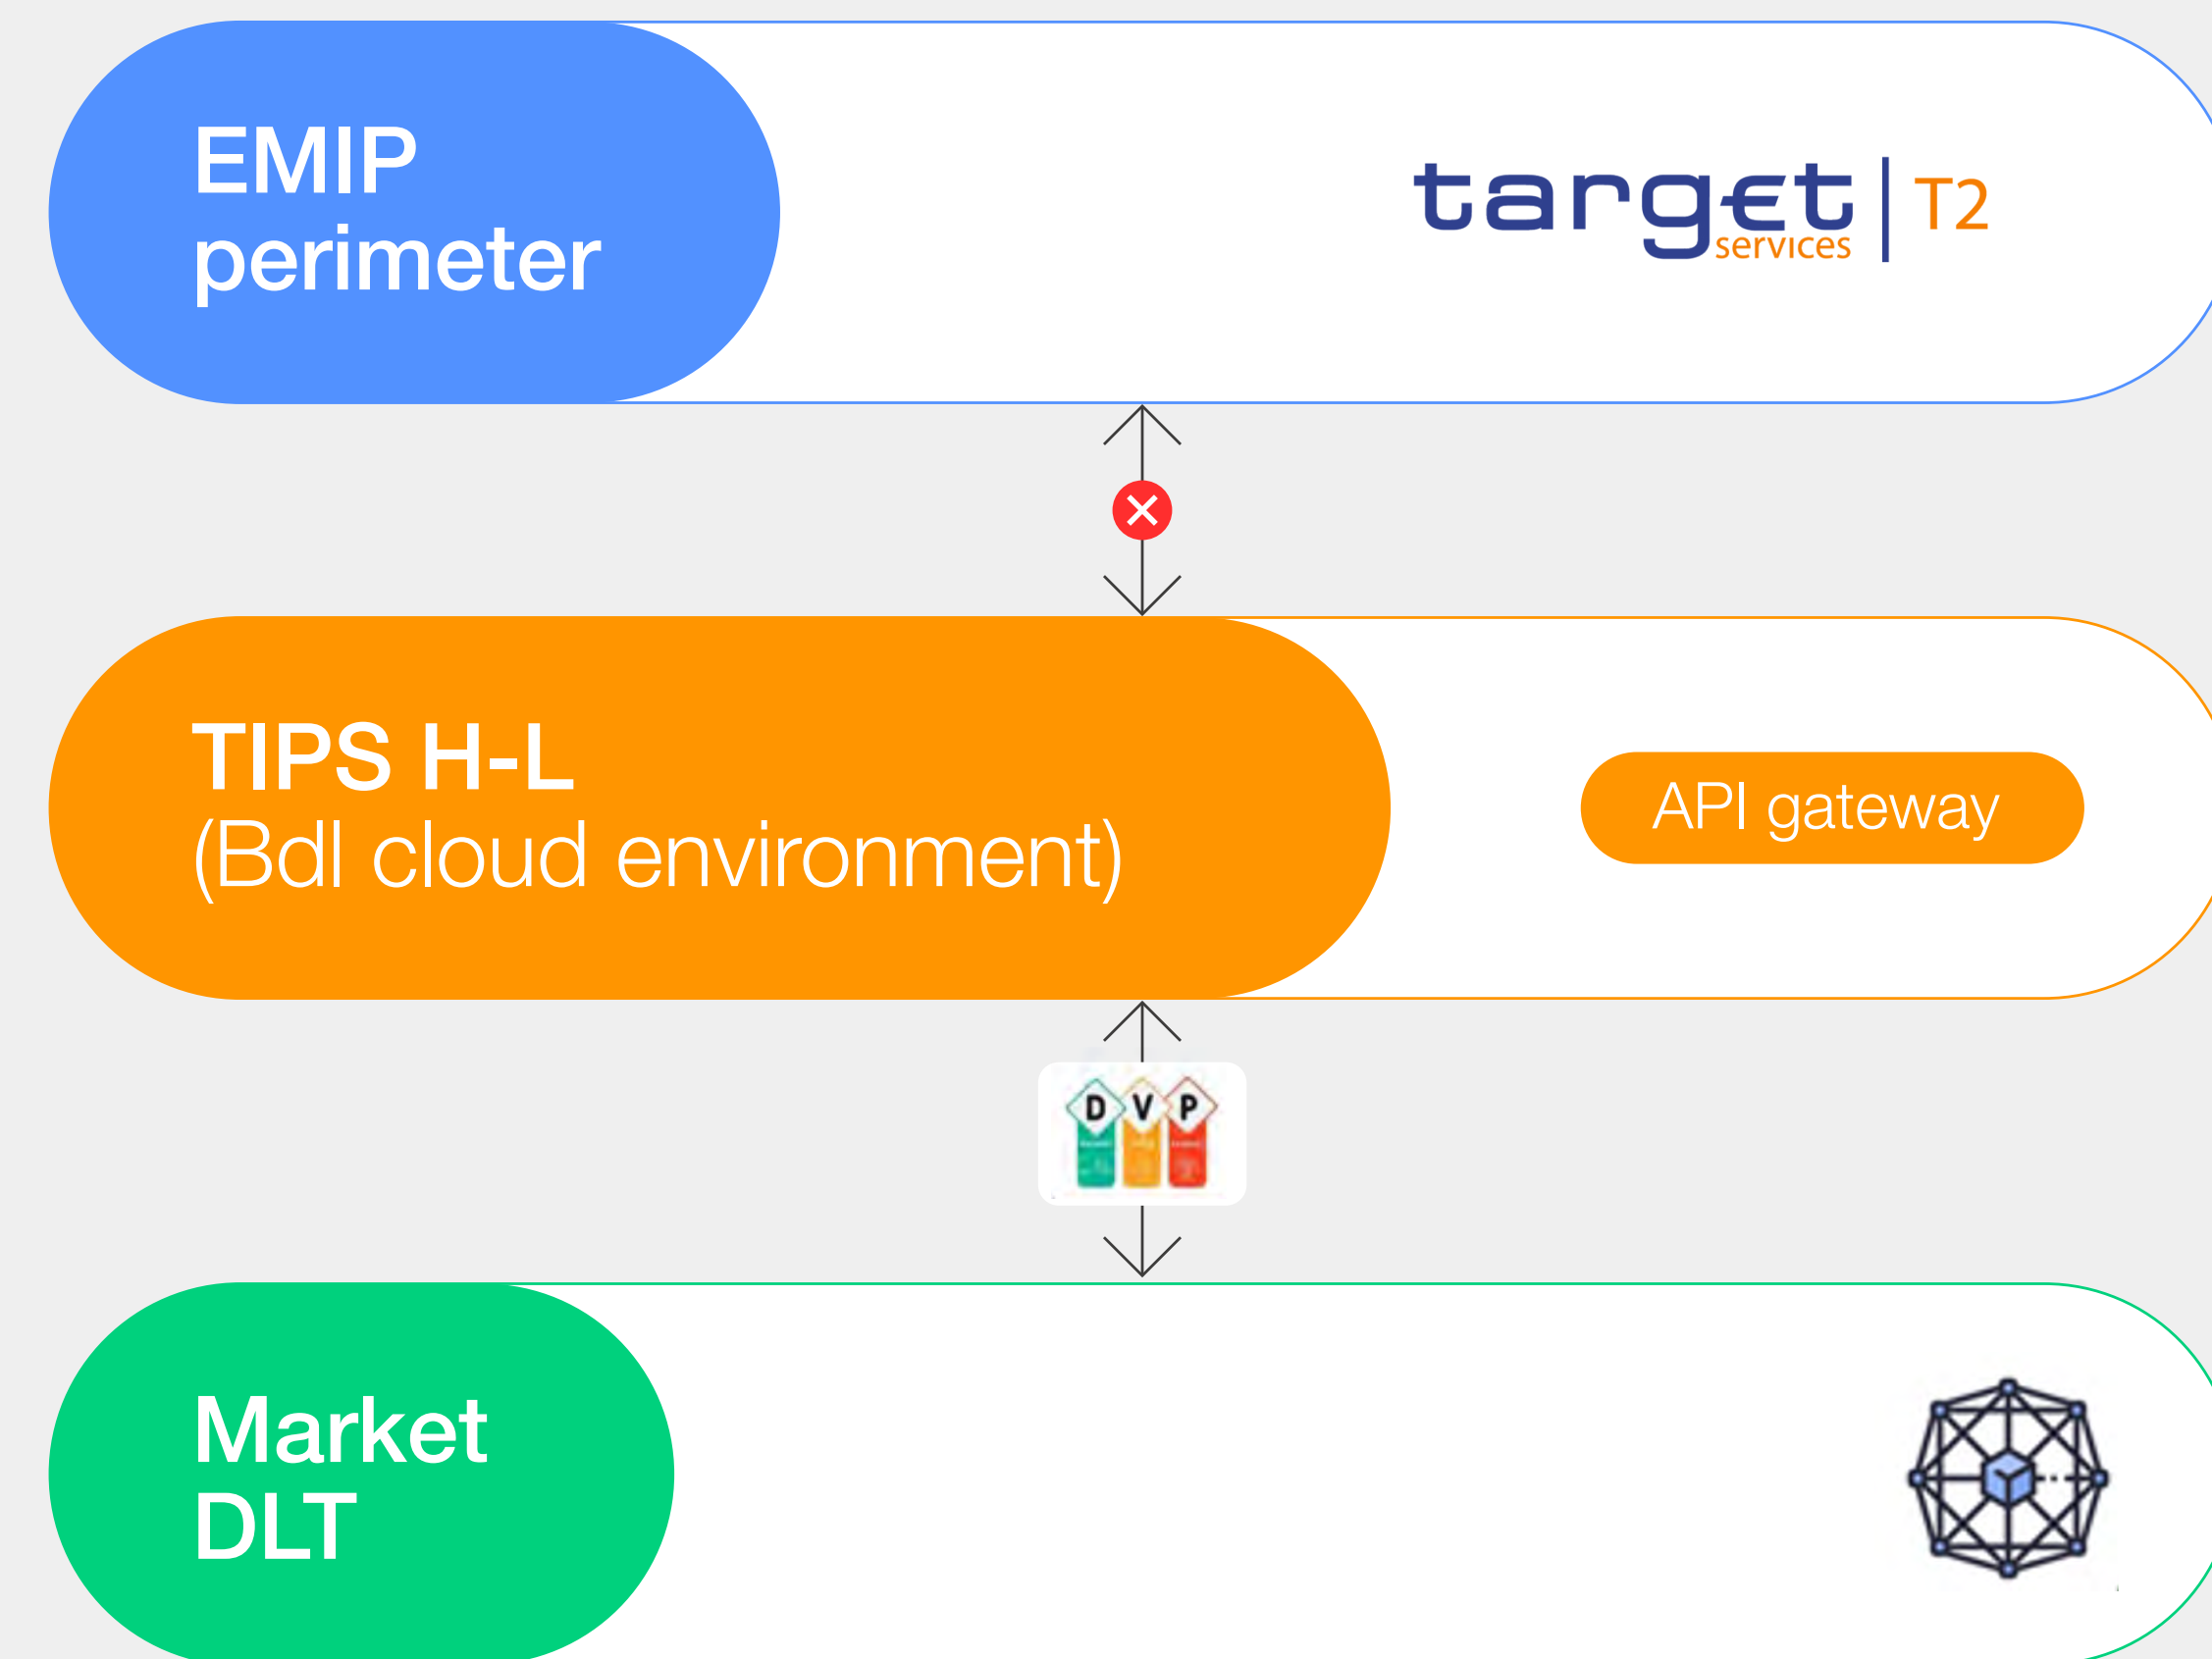 EMIP
perimeter
target | T2
services
TIPS H-L
(BdI cloud environment)
API gateway
D V P
Market
DLT